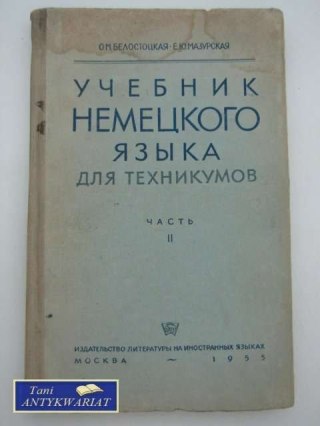 О.М.БЕЛОСТОЦКАЯ · Е.Ю.МАЗУРСКАЯ
УЧЕБНИК
НЕМЕЦКОГО
ЯЗЫКА
ДЛЯ ТЕХНИКУМОВ
ЧАСТЬ
II
ИЗДАТЕЛЬСТВО ЛИТЕРАТУРЫ НА ИНОСТРАННЫХ ЯЗЫКАХ
МОСКВА ~ 1955
Tani
ANTYKWARIAT